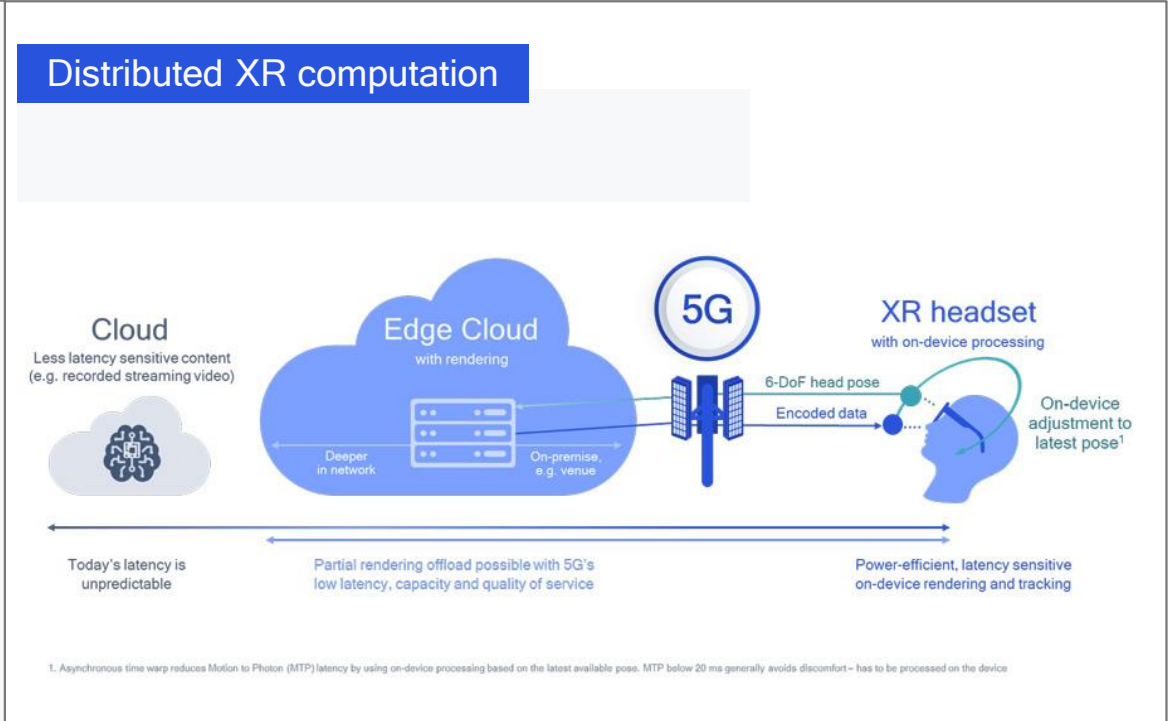 Distributed XR computation
Cloud
Less latency sensitive content
(e.g. recorded streaming video)
Edge Cloud
with rendering
Deeper
in network
On-premise,
e.g. venue
5G
6-DoF head pose
Encoded data
XR headset
with on-device processing
On-device
adjustment to
latest pose¹
Today's latency is
unpredictable
Partial rendering offload possible with 5G's
low latency, capacity and quality of service
Power-efficient, latency sensitive
on-device rendering and tracking
1. Asynchronous time warp reduces Motion to Photon (MTP) latency by using on-device processing based on the latest available pose. MTP below 20 ms generally avoids discomfort – has to be processed on the device